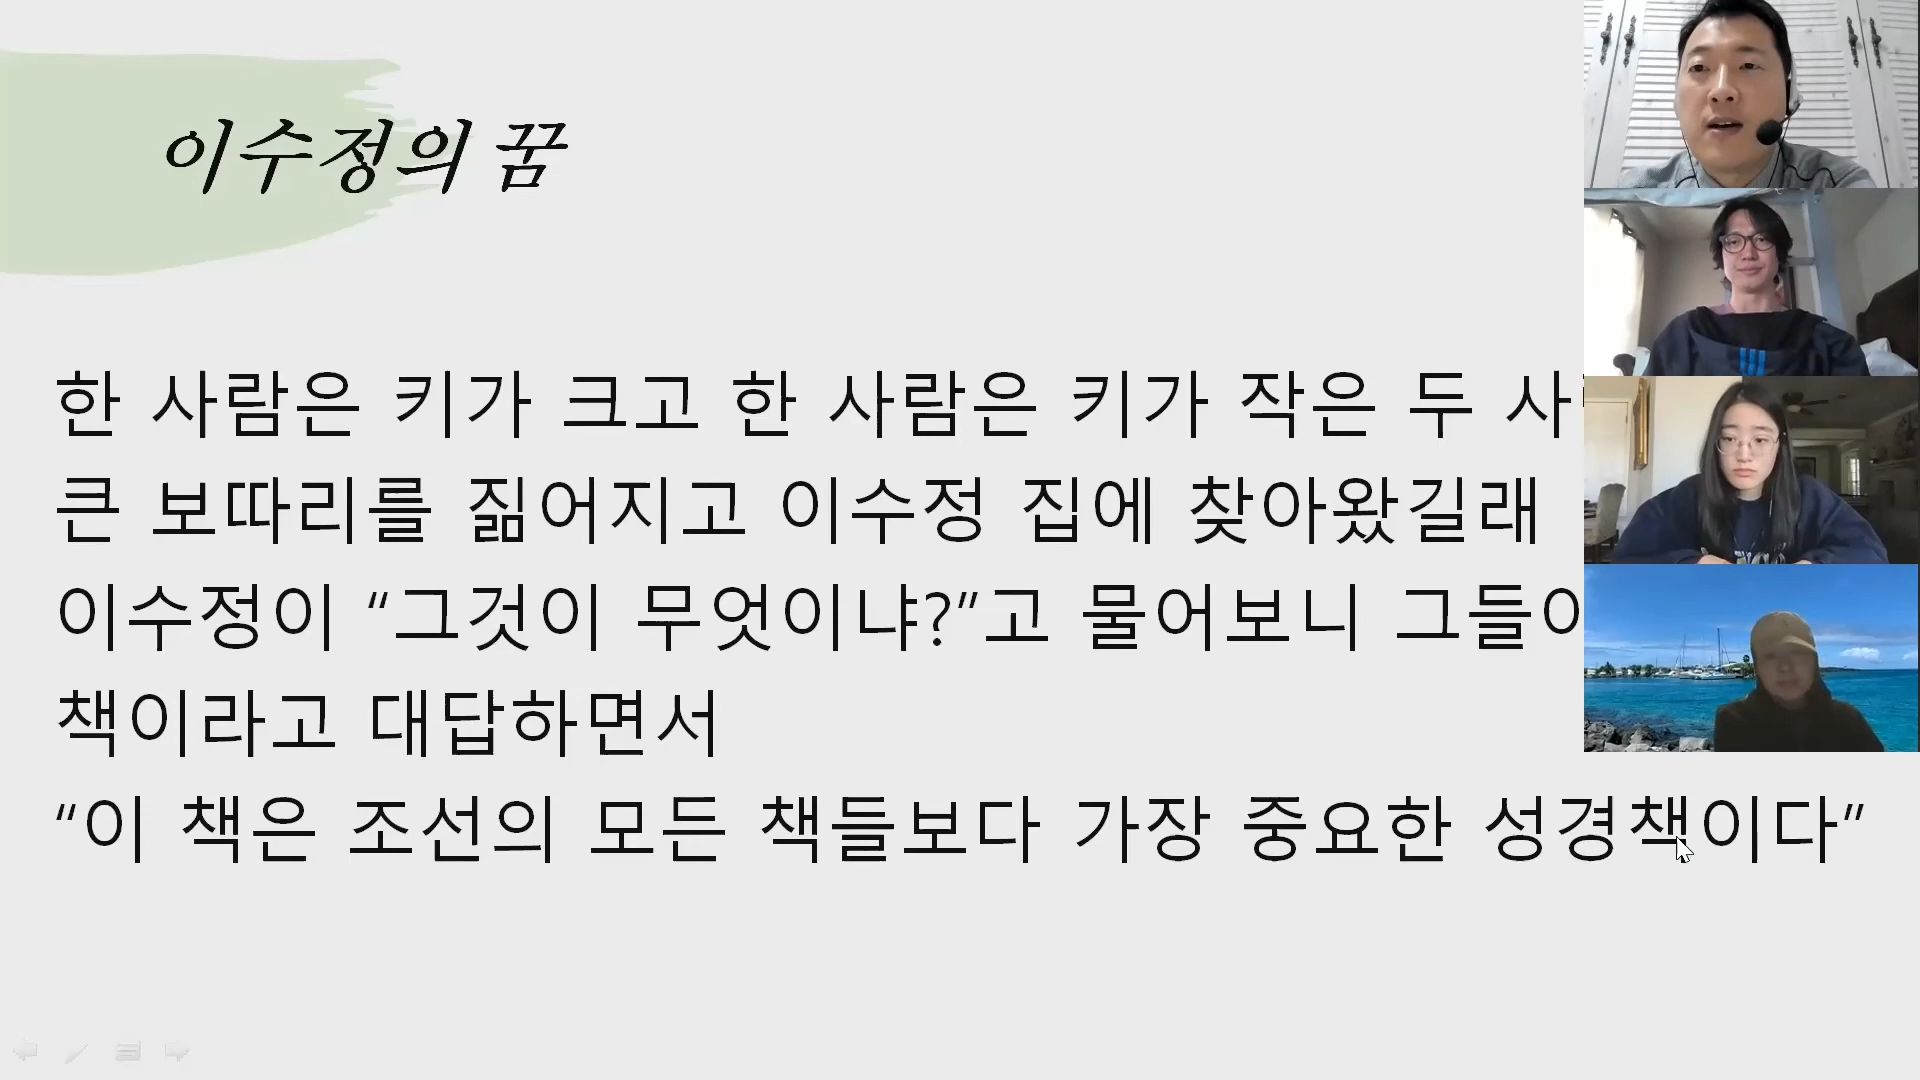 이수정의 꿈
한 사람은 키가 크고 한 사람은 키가 작은 두
큰 보따리를 짊어지고 이수정 집에 찾아왔길래
이수정이 “그것이 무엇이냐?”고 물어보니
책이라고 대답하면서
“이 책은 조선의 모든 책들보다 가장 중요한 성경책이다”